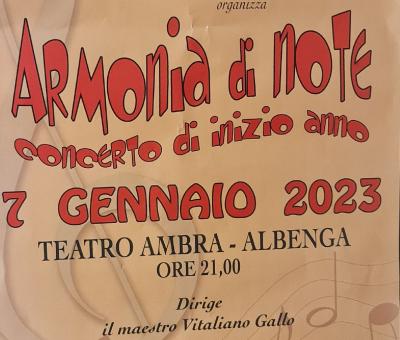 organizza
ARMONIA di NOTE
CONCERTO di inizio anno
7 GENNAIO 2023
TEATRO AMBRA - ALBENGA
ORE 21,00
Dirige
il maestro Vitaliano Gallo